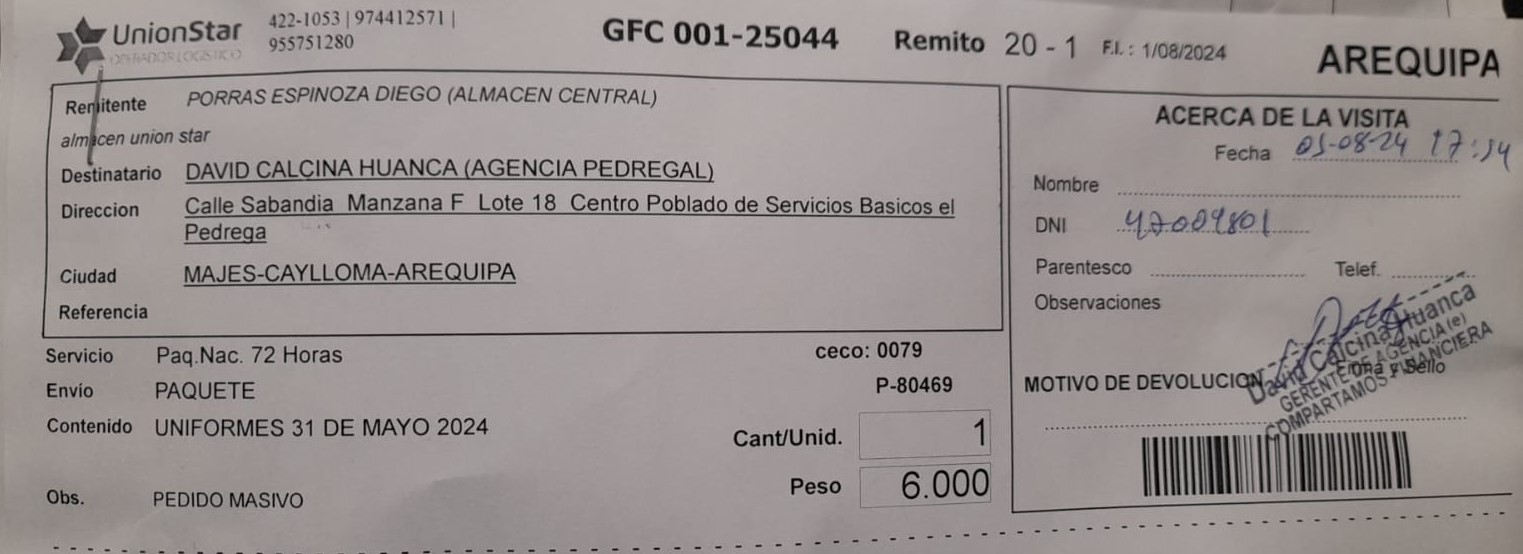 UnionStar
OPERADOR LOGISTICO
422-1053 | 974412571 |
955751280
GFC 001-25044
Remito 20 - 1
F.I. : 1/08/2024
AREQUIPA
Remitente PORRAS ESPINOZA DIEGO (ALMACEN CENTRAL)
almacen union star
Destinatario DAVID CALCINA HUANCA (AGENCIA PEDREGAL)
Direccion Calle Sabandia Manzana F Lote 18 Centro Poblado de Servicios Basicos el
Pedrega
Ciudad MAJES-CAYLLOMA-AREQUIPA
Referencia
Servicio Paq.Nac. 72 Horas
ceco: 0079
Envío PAQUETE
P-80469
Contenido UNIFORMES 31 DE MAYO 2024
Cant/Unid. 1
Peso 6.000
Obs. PEDIDO MASIVO
ACERCA DE LA VISITA
Fecha 05-08-24 17:54
Nombre
DNI
Parentesco Telef.
Observaciones
David Calcina Huanca
GERENTE DE AGENCIA (e)
COMPARTAMOS FINANCIERA
y Sello
MOTIVO DE DEVOLUCION